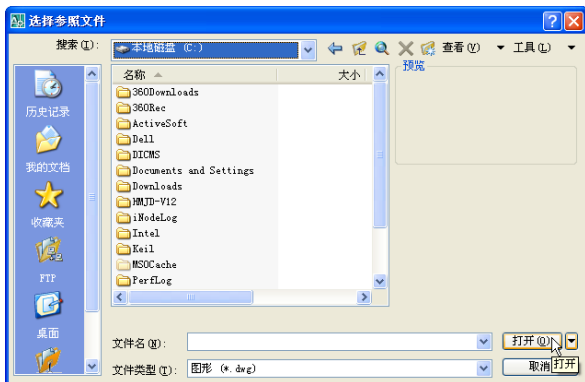 选择参照文件
搜索(I): 本地磁盘 (C:) 查看(V) 工具(L)
名称 大小 预览
360Downloads
360Rec
ActiveSoft
Dell
DICMS
Documents and Settings
Downloads
HMJD-V12
iNodeLog
Intel
Keil
MSOCache
PerfLog
历史记录
我的文档
收藏夹
FTP
桌面
文件名(N): 打开(O)
文件类型(T): 图形 (*.dwg) 取消
打开